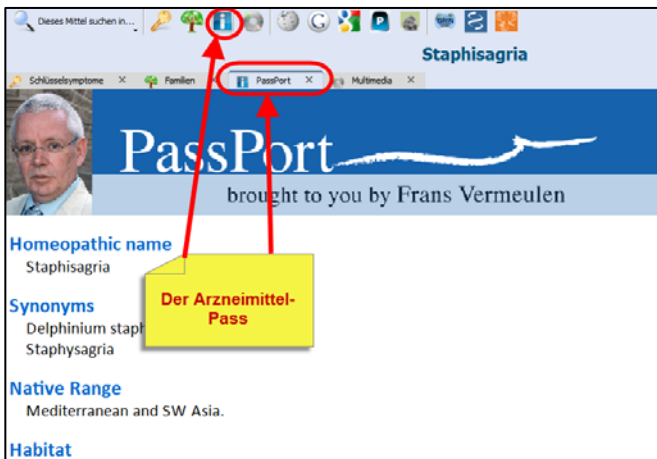 Dieses Mittel suchen in...
Staphisagria
Schlüsselsymptome
Familien
PassPort
Multimedia
PassPort
brought to you by Frans Vermeulen
Homeopathic name
Staphisagria
Der Arzneimittel-
Pass
Synonyms
Delphinium staph
Staphysagria
Native Range
Mediterranean and SW Asia.
Habitat